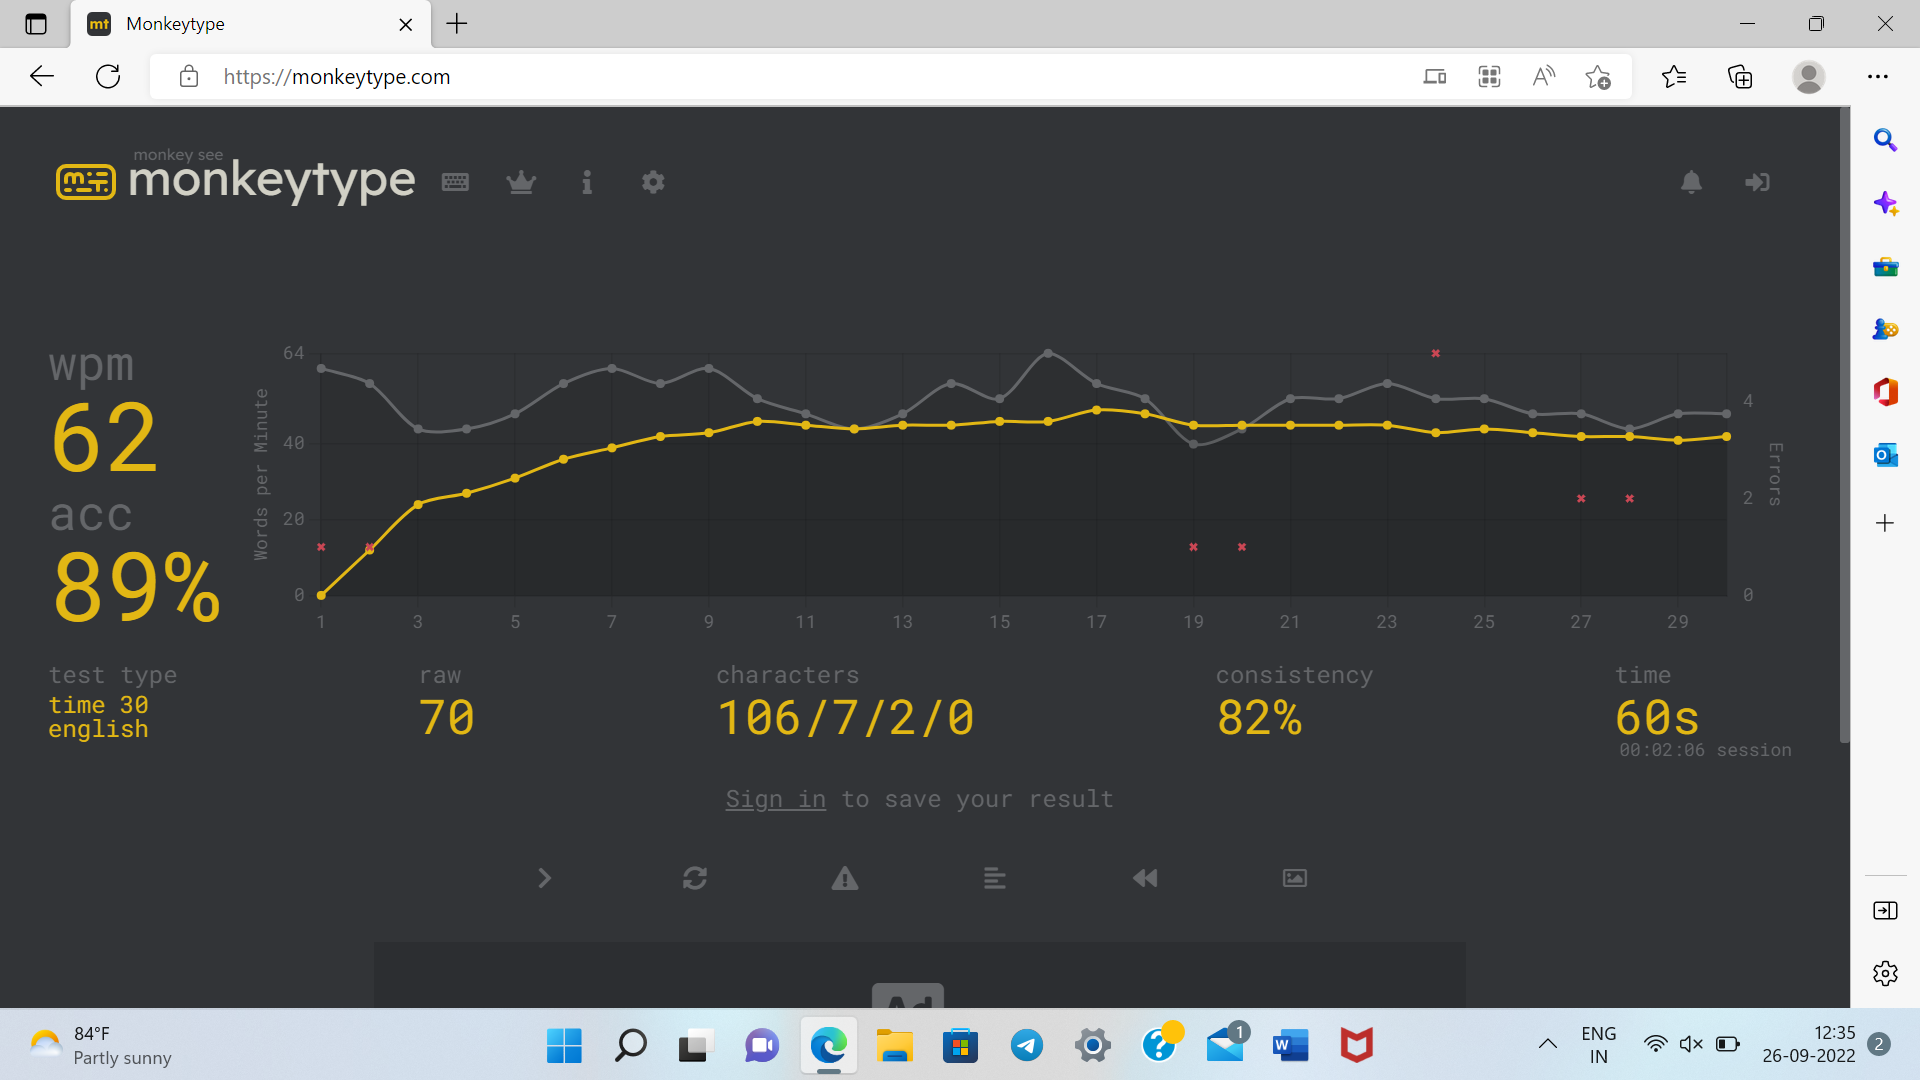 mt Monkeytype
https://monkeytype.com
monkey see
monkeytype
wpm
62
acc
89%
Words per Minute
64
40
20
0
1 3 5 7 9 11 13 15 17 19 21 23 25 27 29
4
2
0
Errors
test type
time 30
english
raw
70
characters
106/7/2/0
consistency
82%
time
60s
00:02:06 session
Sign in to save your result
Ad
84°F
Partly sunny
1
ENG
IN
12:35
26-09-2022
2